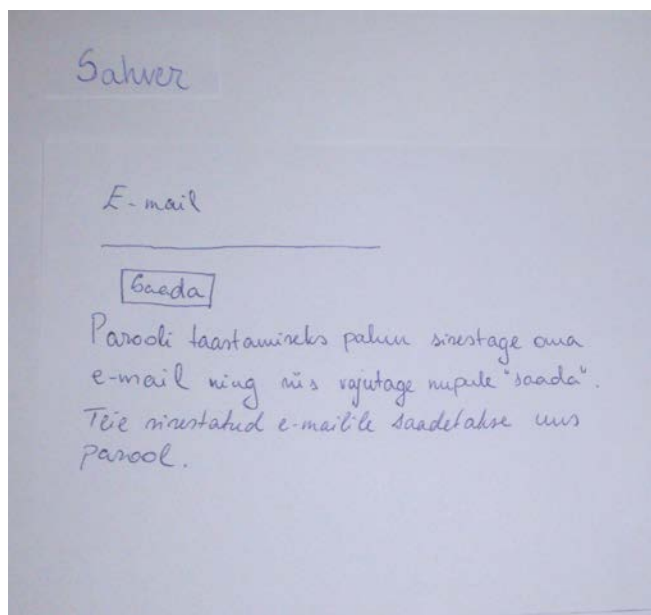 Sahver
E-mail
Saada
Parooli taastamiseks palun sisestage oma
e-mail ning siis vajutage nupule "saada".
Teie sisestatud e-mailile saadetakse uus
parool.